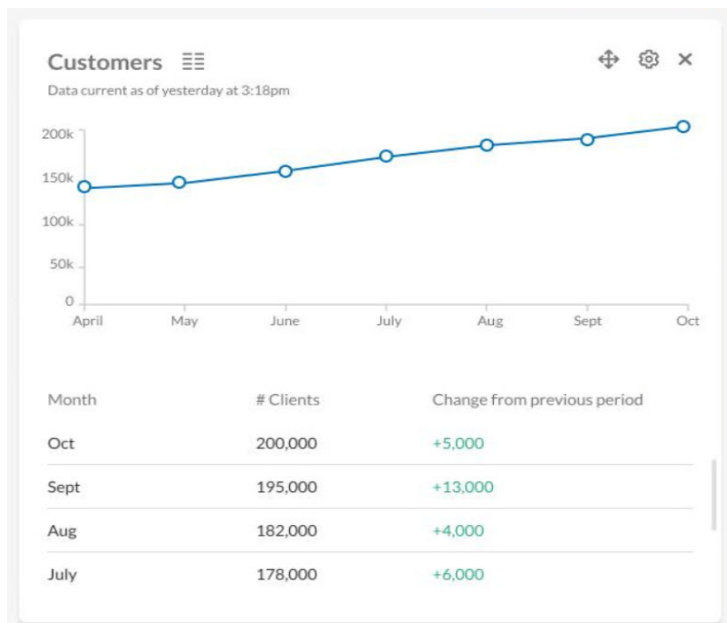 Customers
Data current as of yesterday at 3:18pm
200k
150k
100k
50k
0
April May June July Aug Sept Oct
Month # Clients Change from previous period
Oct 200,000 +5,000
Sept 195,000 +13,000
Aug 182,000 +4,000
July 178,000 +6,000